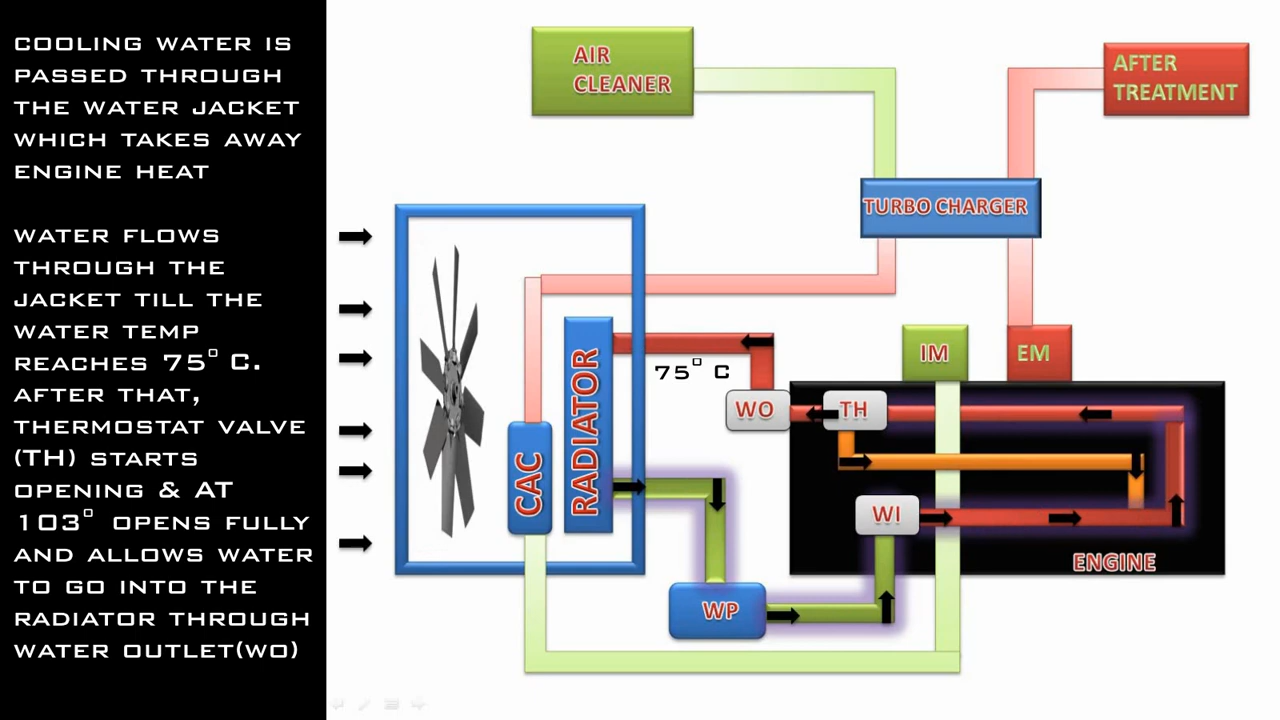 COOLING WATER IS
PASSED THROUGH
THE WATER JACKET
WHICH TAKES AWAY
ENGINE HEAT
WATER FLOWS
THROUGH THE
JACKET TILL THE
WATER TEMP
REACHES 75° C.
AFTER THAT,
THERMOSTAT VALVE
(TH) STARTS
OPENING & AT
103° OPENS FULLY
AND ALLOWS WATER
TO GO INTO THE
RADIATOR THROUGH
WATER OUTLET(WO)
AIR
CLEANER
AFTER
TREATMENT
TURBO CHARGER
IM
EM
RADIATOR
75° C
WO
TH
CAC
WI
ENGINE
WP